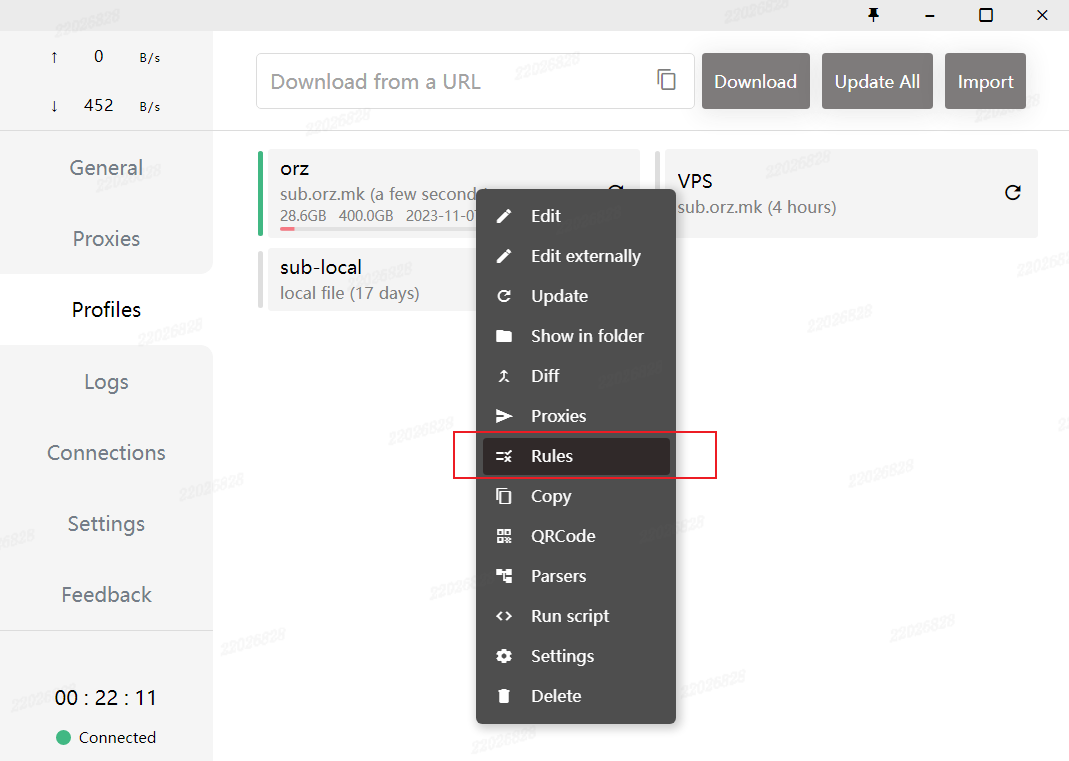 ↑ 0 B/s
↓ 452 B/s
General
Proxies
Profiles
Logs
Connections
Settings
Feedback
00 : 22 : 11
Connected
Download from a URL
Download
Update All
Import
orz
sub.orz.mk (a few second
28.6GB 400.0GB 2023-11-07
VPS
sub.orz.mk (4 hours)
sub-local
local file (17 days)
Edit
Edit externally
Update
Show in folder
Diff
Proxies
Rules
Copy
QRCode
Parsers
Run script
Settings
Delete
22026828